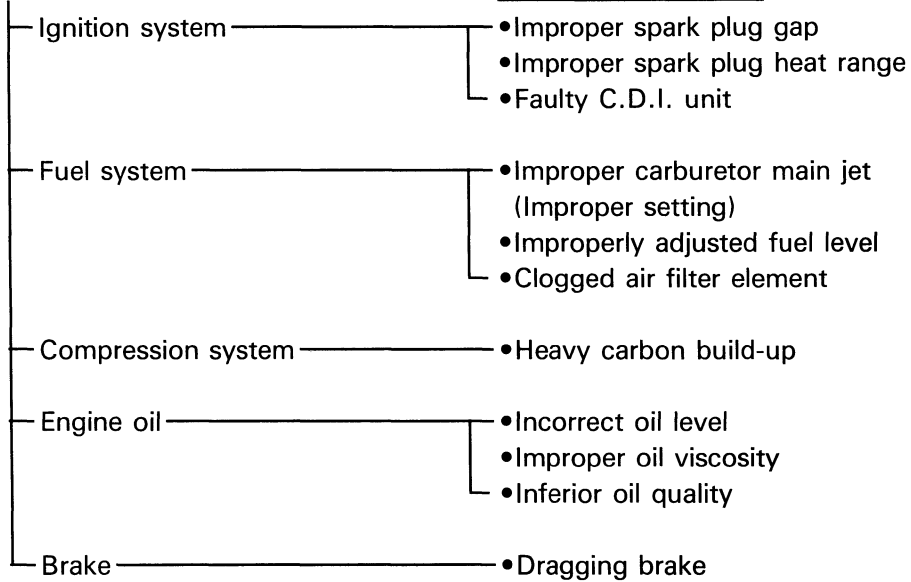 Ignition system •Improper spark plug gap
•Improper spark plug heat range
•Faulty C.D.I. unit
Fuel system •Improper carburetor main jet
(Improper setting)
•Improperly adjusted fuel level
•Clogged air filter element
Compression system •Heavy carbon build-up
Engine oil •Incorrect oil level
•Improper oil viscosity
•Inferior oil quality
Brake •Dragging brake